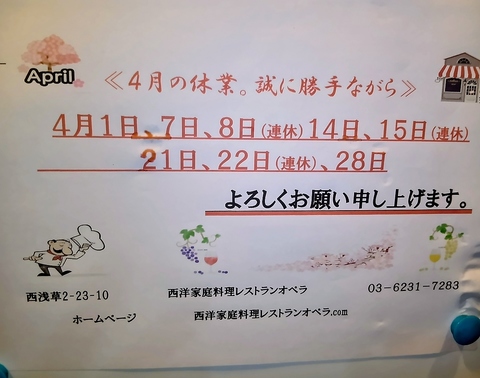 April
≪４月の休業。誠に勝手ながら≫
4月1日、7日、8日(連休)14日、15日(連休)
21日、22日(連休)、28日
よろしくお願い申し上げます。
西浅草2-23-10
西洋家庭料理レストランオペラ
03-6231-7283
ホームページ
西洋家庭料理レストランオペラ.com